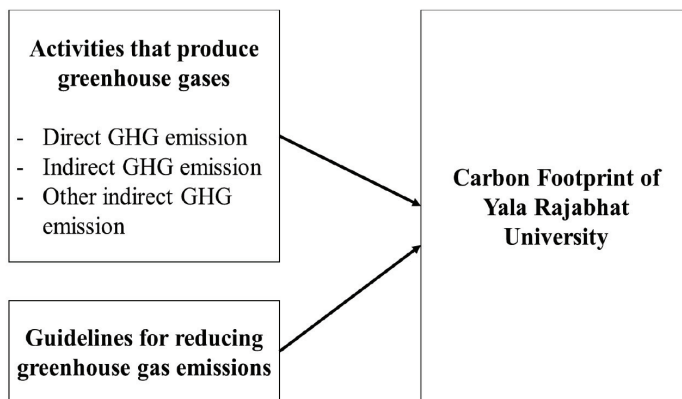 Activities that produce
greenhouse gases
- Direct GHG emission
- Indirect GHG emission
- Other indirect GHG
emission
Guidelines for reducing
greenhouse gas emissions
Carbon Footprint of
Yala Rajabhat
University